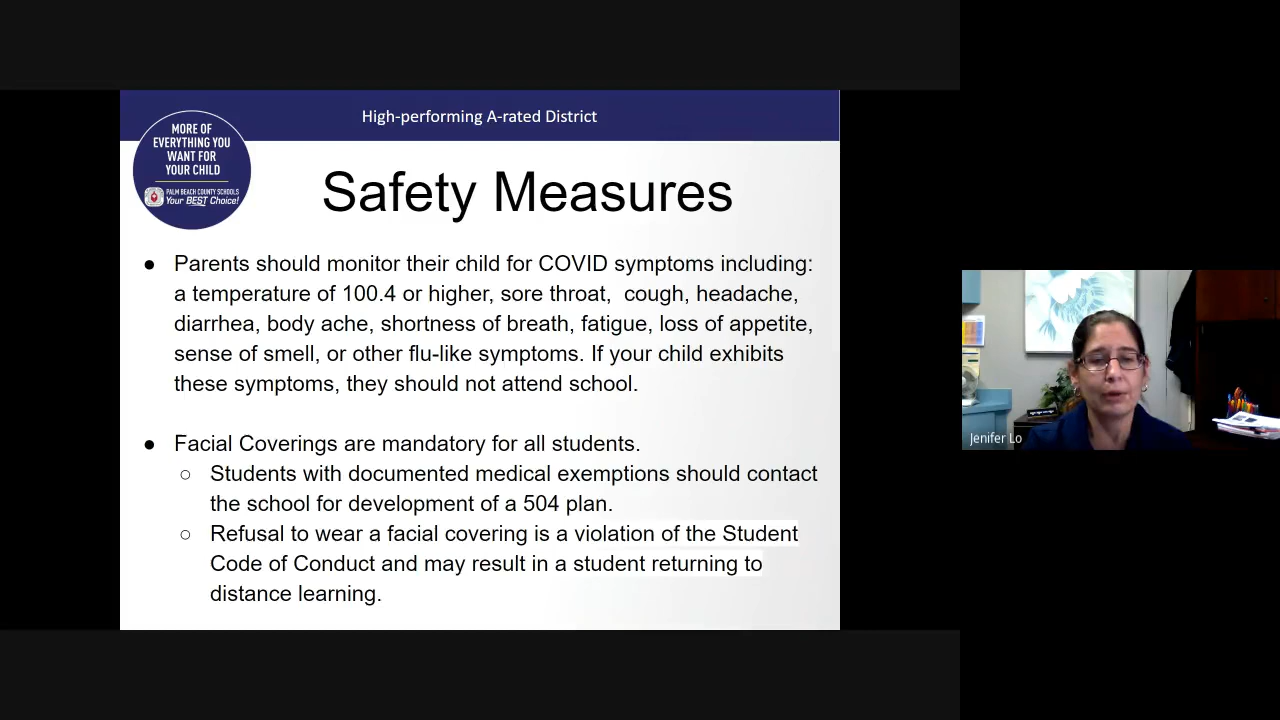 High-performing A-rated District
MORE OF
EVERYTHING YOU
WANT FOR
YOUR CHILD
PALM BEACH COUNTY SCHOOLS
Your BEST Choice!
Safety Measures
● Parents should monitor their child for COVID symptoms including:
a temperature of 100.4 or higher, sore throat, cough, headache,
diarrhea, body ache, shortness of breath, fatigue, loss of appetite,
sense of smell, or other flu-like symptoms. If your child exhibits
these symptoms, they should not attend school.
● Facial Coverings are mandatory for all students.
○ Students with documented medical exemptions should contact
the school for development of a 504 plan.
○ Refusal to wear a facial covering is a violation of the Student
Code of Conduct and may result in a student returning to
distance learning.
Jenifer Lo